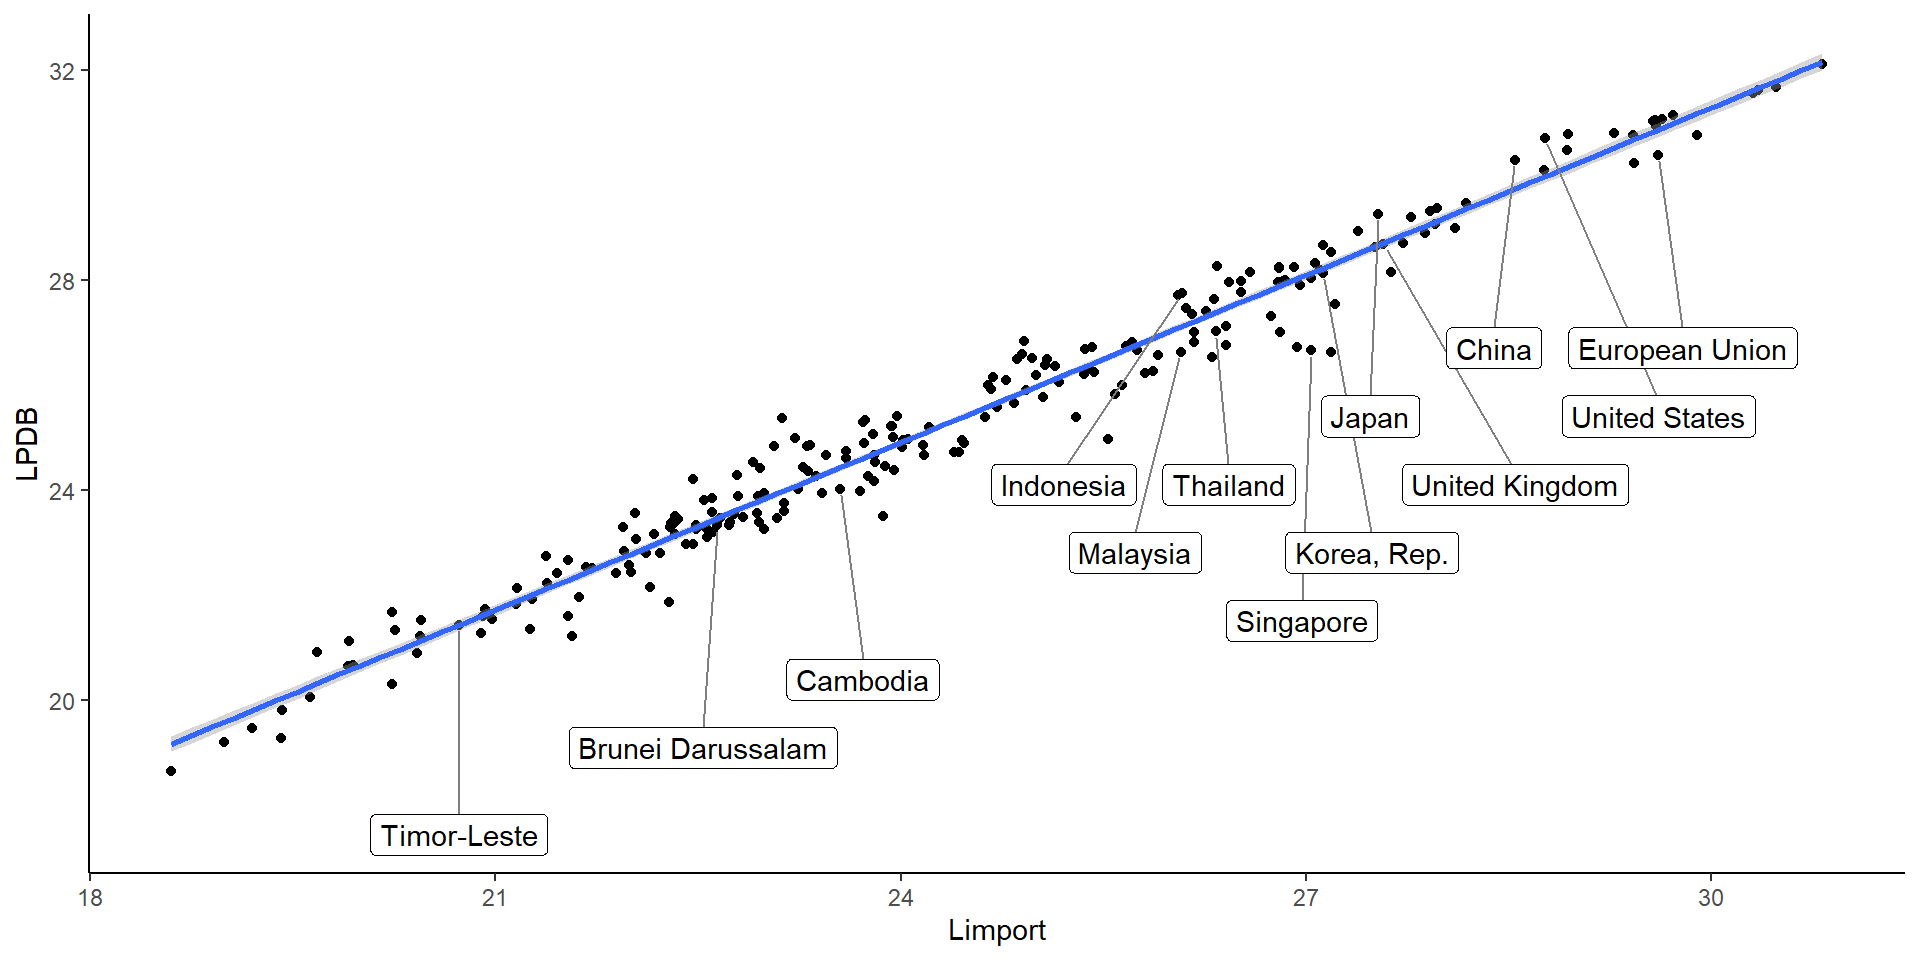 32
28
24
20
LPDB
China
European Union
Japan
United States
Indonesia
Thailand
United Kingdom
Malaysia
Korea, Rep.
Singapore
Cambodia
Brunei Darussalam
Timor-Leste
18
21
24
27
30
Limport